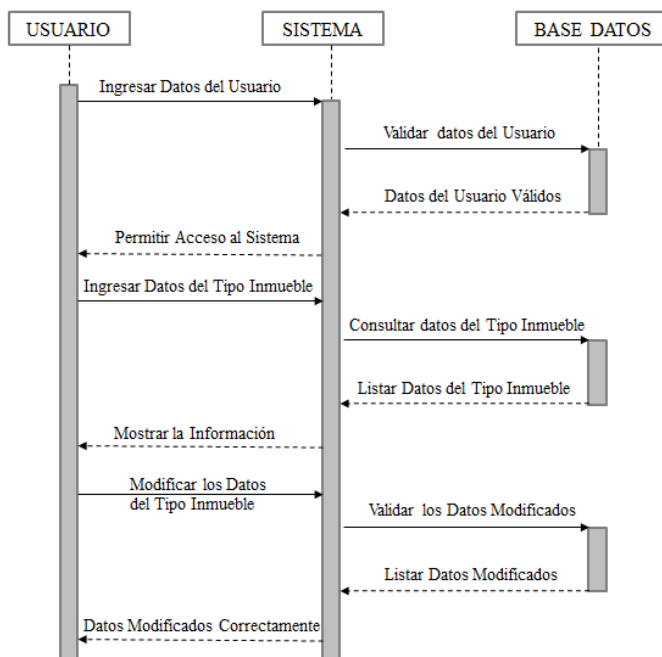 USUARIO
SISTEMA
BASE DATOS
Ingresar Datos del Usuario
Validar datos del Usuario
Datos del Usuario Válidos
Permitir Acceso al Sistema
Ingresar Datos del Tipo Inmueble
Consultar datos del Tipo Inmueble
Listar Datos del Tipo Inmueble
Mostrar la Información
Modificar los Datos
del Tipo Inmueble
Validar los Datos Modificados
Listar Datos Modificados
Datos Modificados Correctamente